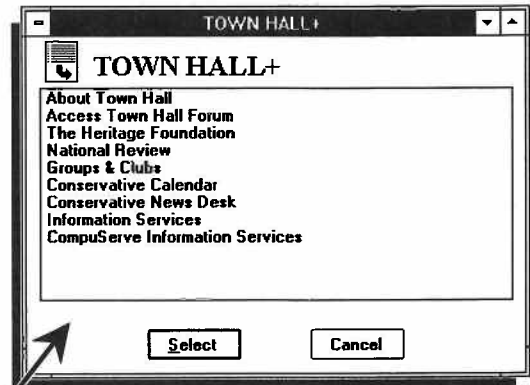 TOWN HALL+
TOWN HALL+
About Town Hall
Access Town Hall Forum
The Heritage Foundation
National Review
Groups & Clubs
Conservative Calendar
Conservative News Desk
Information Services
CompuServe Information Services
Select
Cancel